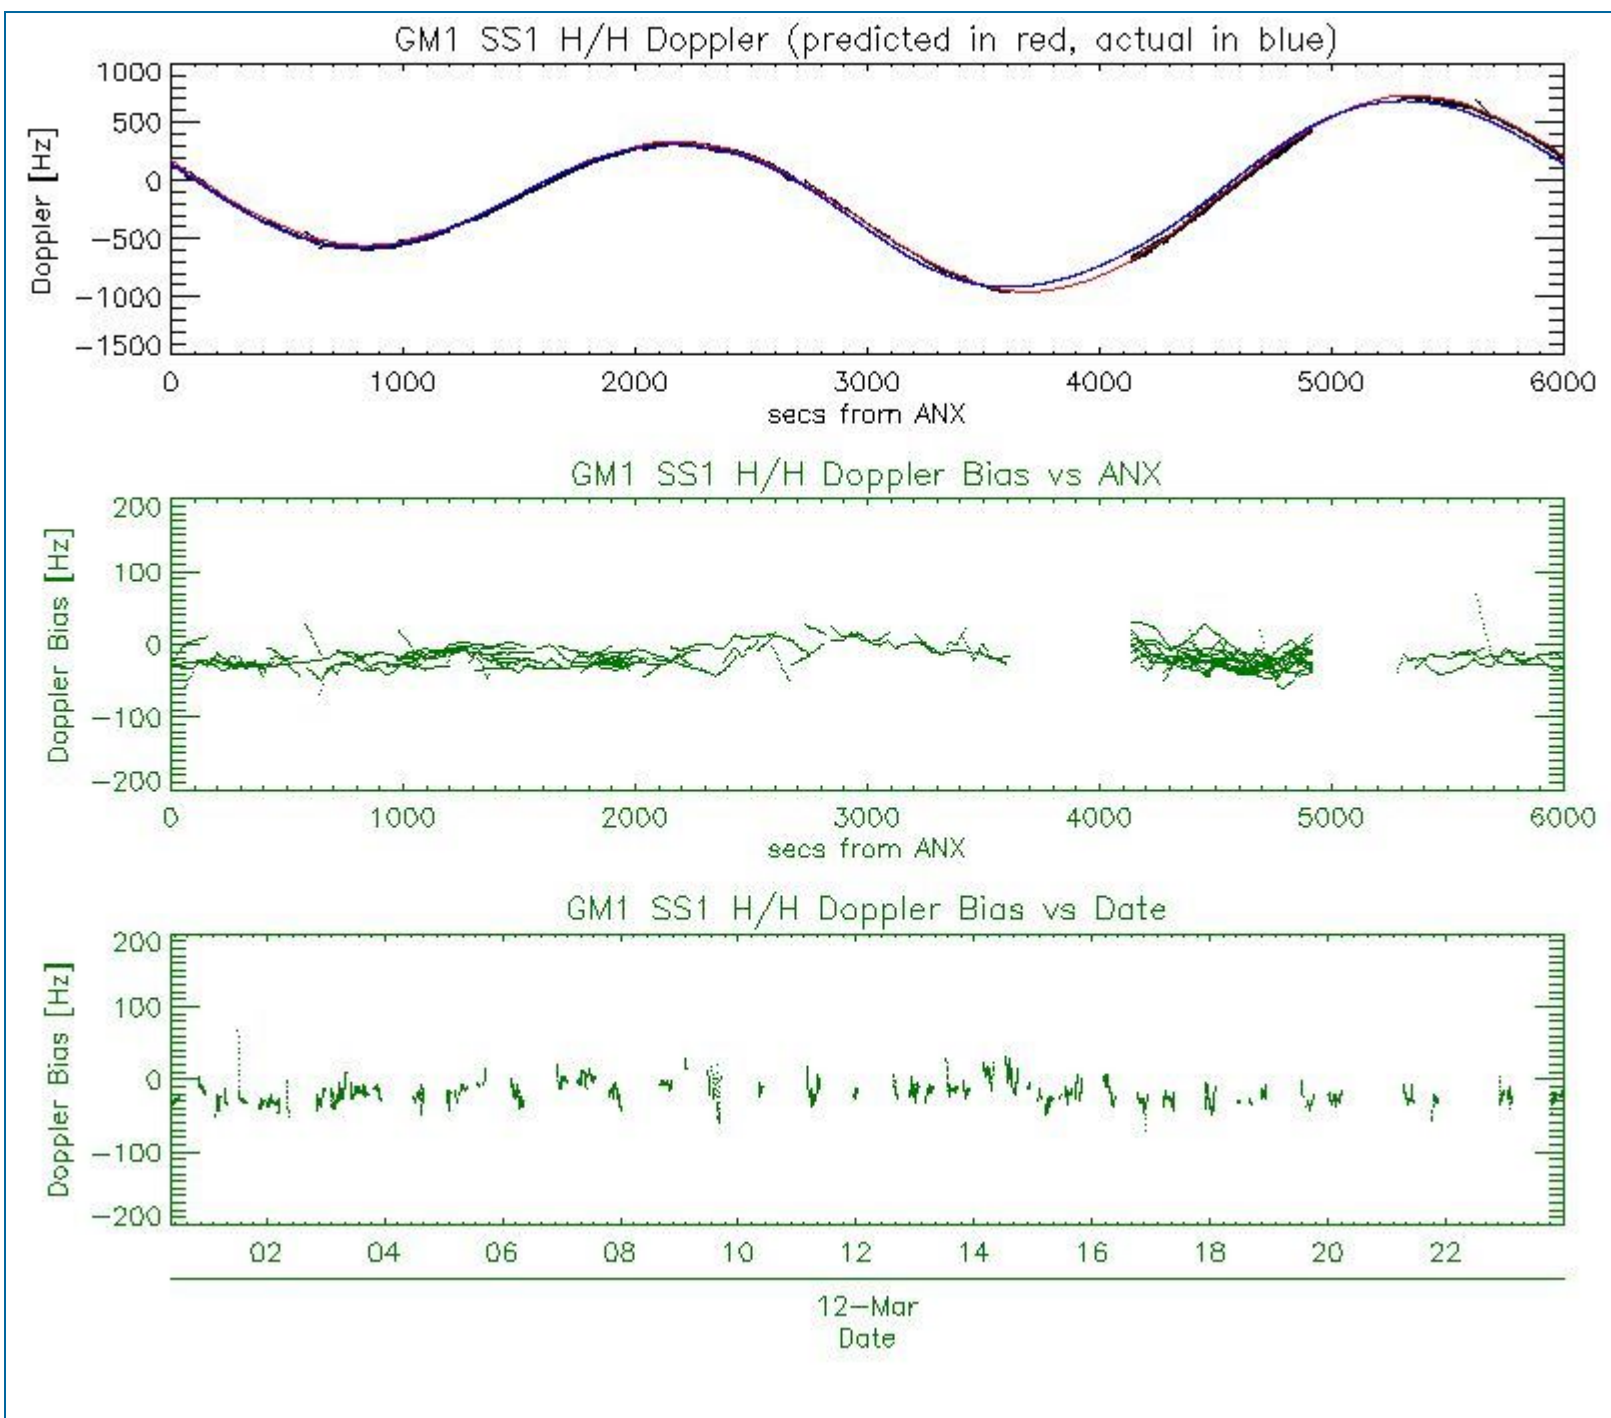 GM1 SS1 H/H Doppler (predicted in red, actual in blue)
Doppler [Hz]
1000
500
0
−500
−1000
−1500
0 1000 2000 3000 4000 5000 6000
secs from ANX
GM1 SS1 H/H Doppler Bias vs ANX
Doppler Bias [Hz]
200
100
0
−100
−200
0 1000 2000 3000 4000 5000 6000
secs from ANX
GM1 SS1 H/H Doppler Bias vs Date
Doppler Bias [Hz]
200
100
0
−100
−200
02 04 06 08 10 12 14 16 18 20 22
12−Mar
Date